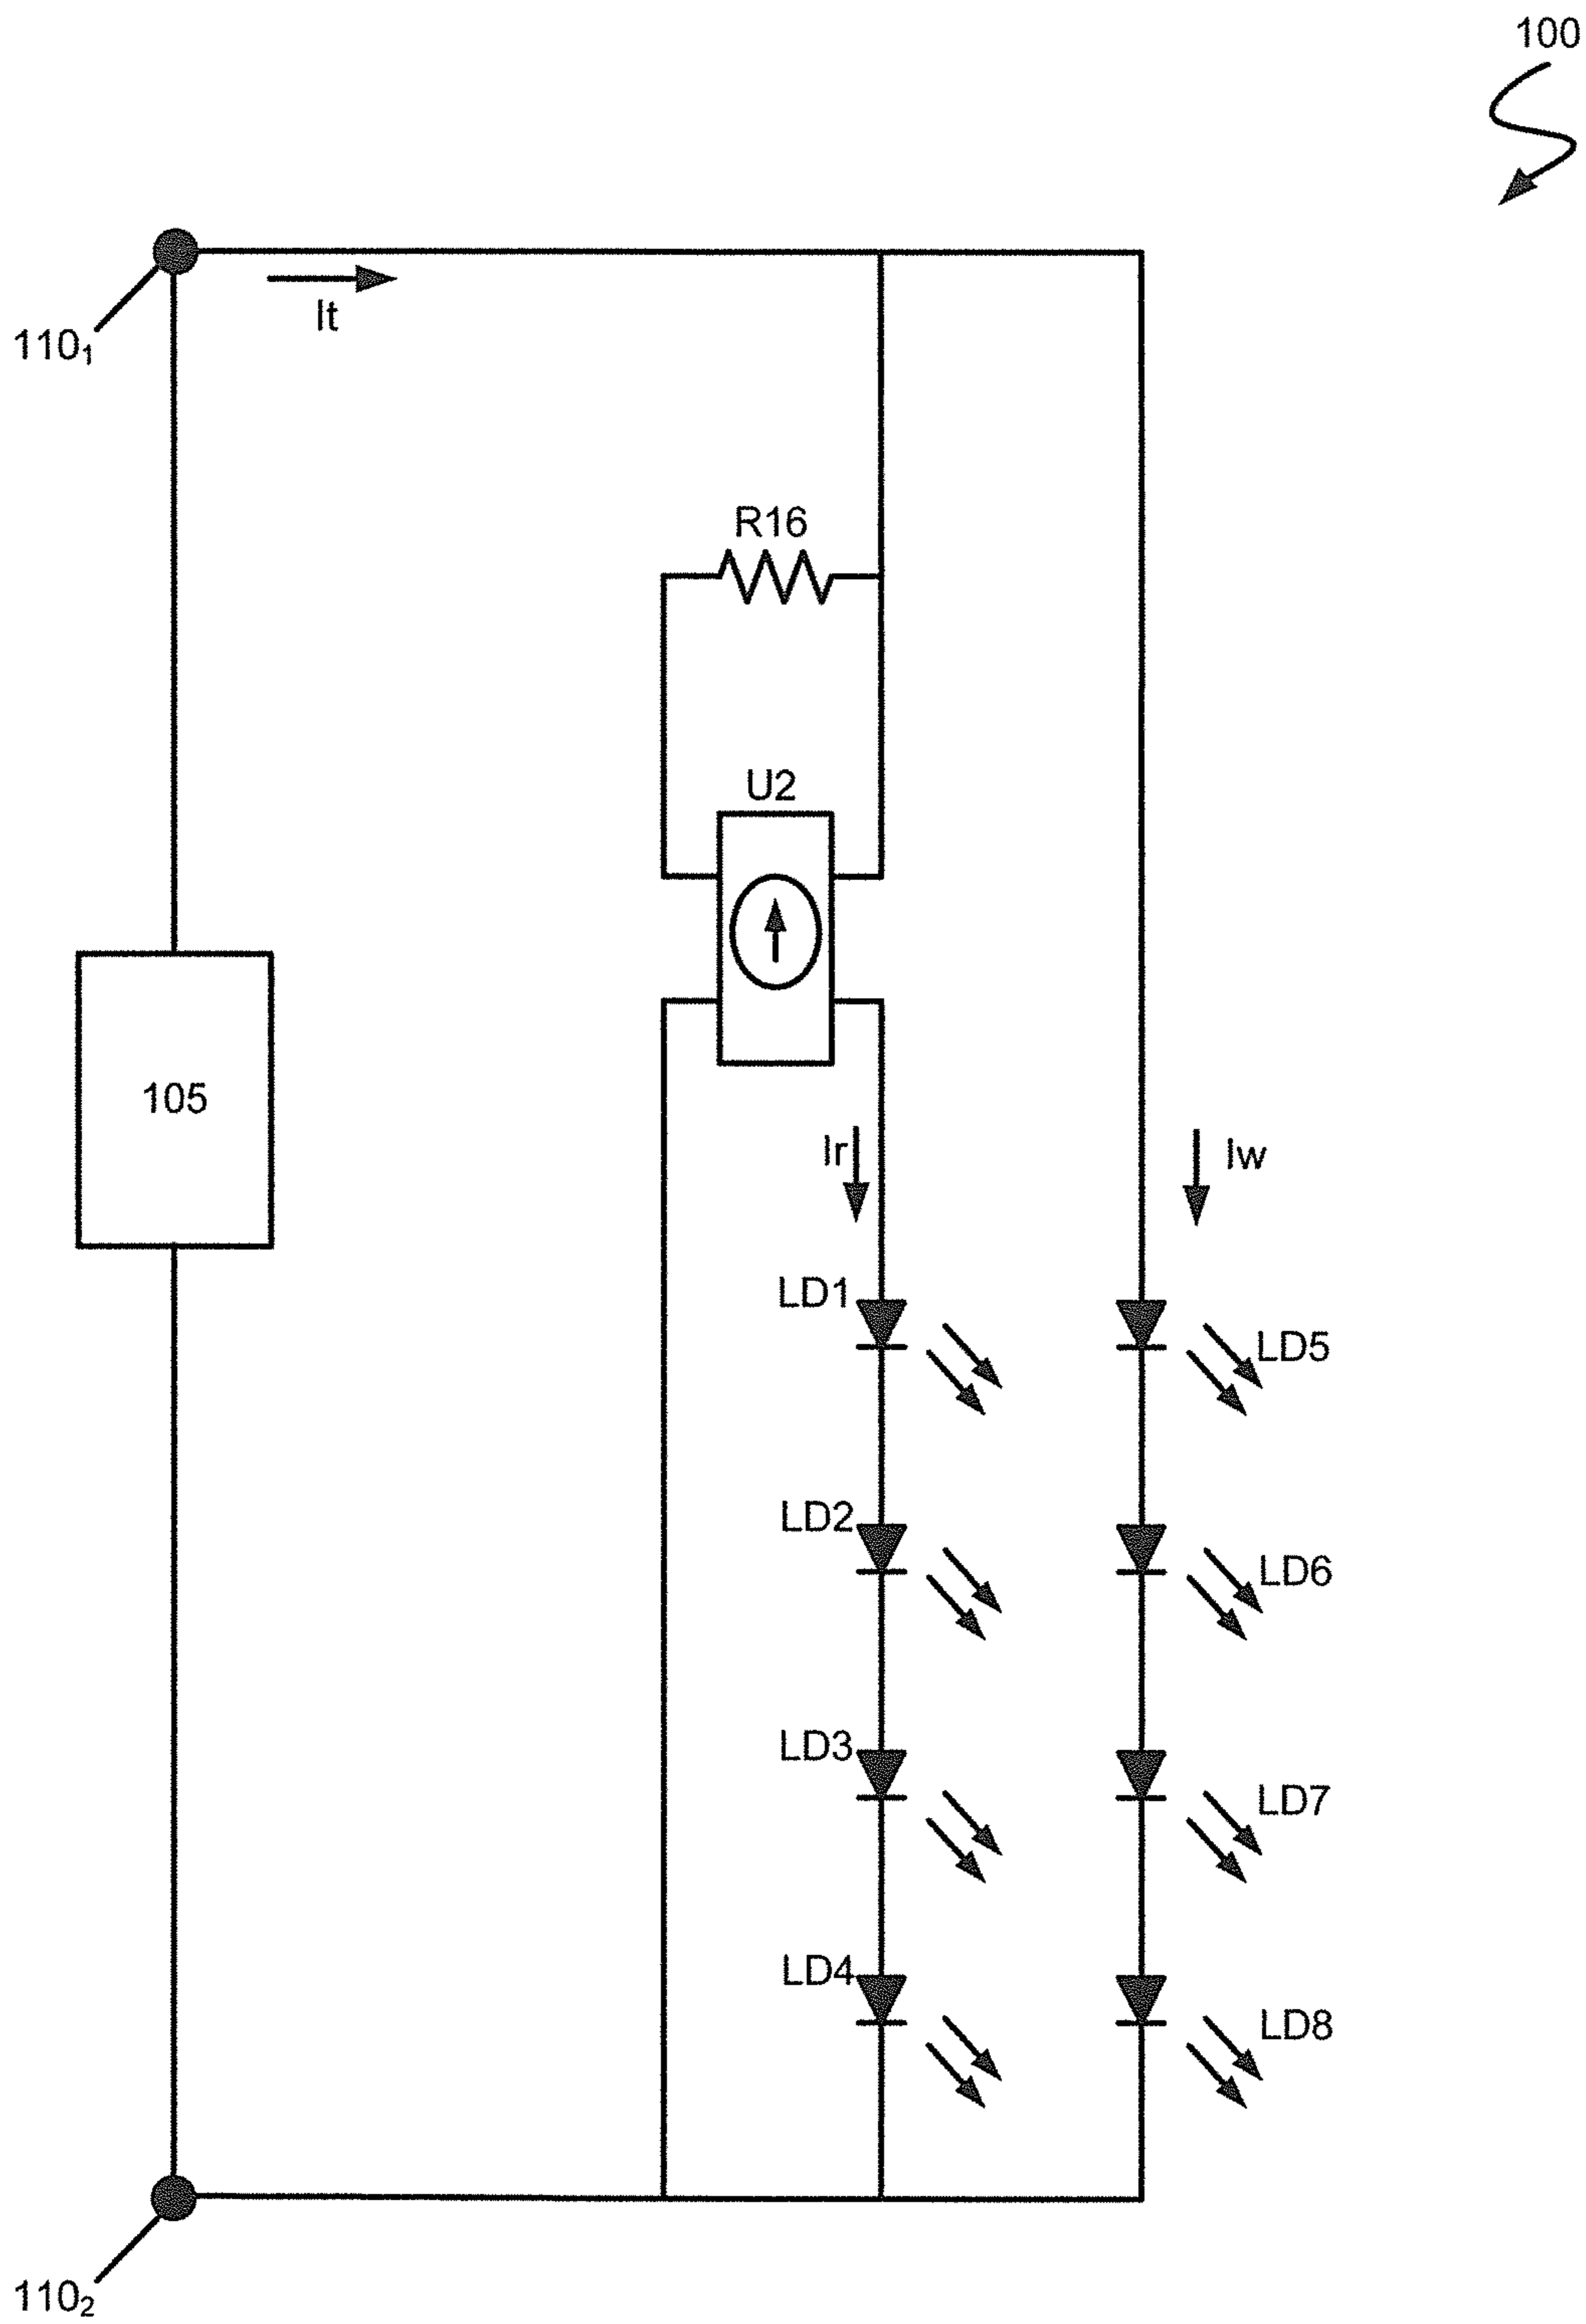 100
110₁
It
R16
U2
105
Ir
Iw
LD1
LD5
LD2
LD6
LD3
LD7
LD4
LD8
110₂